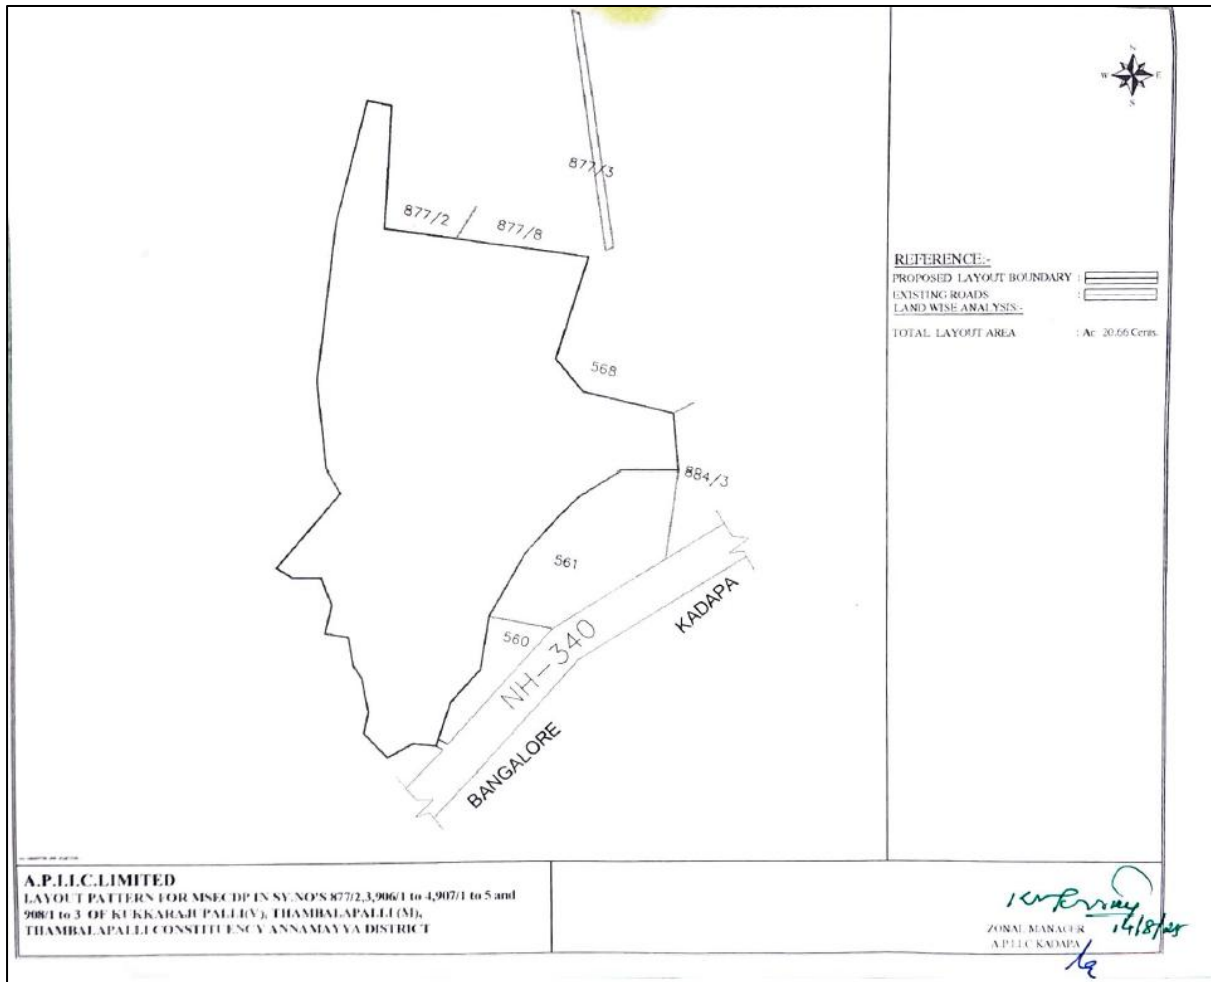 N
W E
S
877/3
877/2
877/8
568
884/3
561
560
NH-340
KADAPA
BANGALORE
REFERENCE:-
PROPOSED LAYOUT BOUNDARY :
EXISTING ROADS :
LAND WISE ANALYSIS:-
TOTAL LAYOUT AREA : Ac 20.66 Cents.
A.P.I.I.C.LIMITED
LAYOUT PATTERN FOR MSECDP IN SY.NO'S 877/2,3,906/1 to 4,907/1 to 5 and
908/1 to 3 OF KUKKARAJUPALLI(V), THAMBALAPALLI (M),
THAMBALAPALLI CONSTITUENCY ANNAMAYYA DISTRICT
14/8/25
ZONAL MANAGER
A.P.I.I.C KADAPA